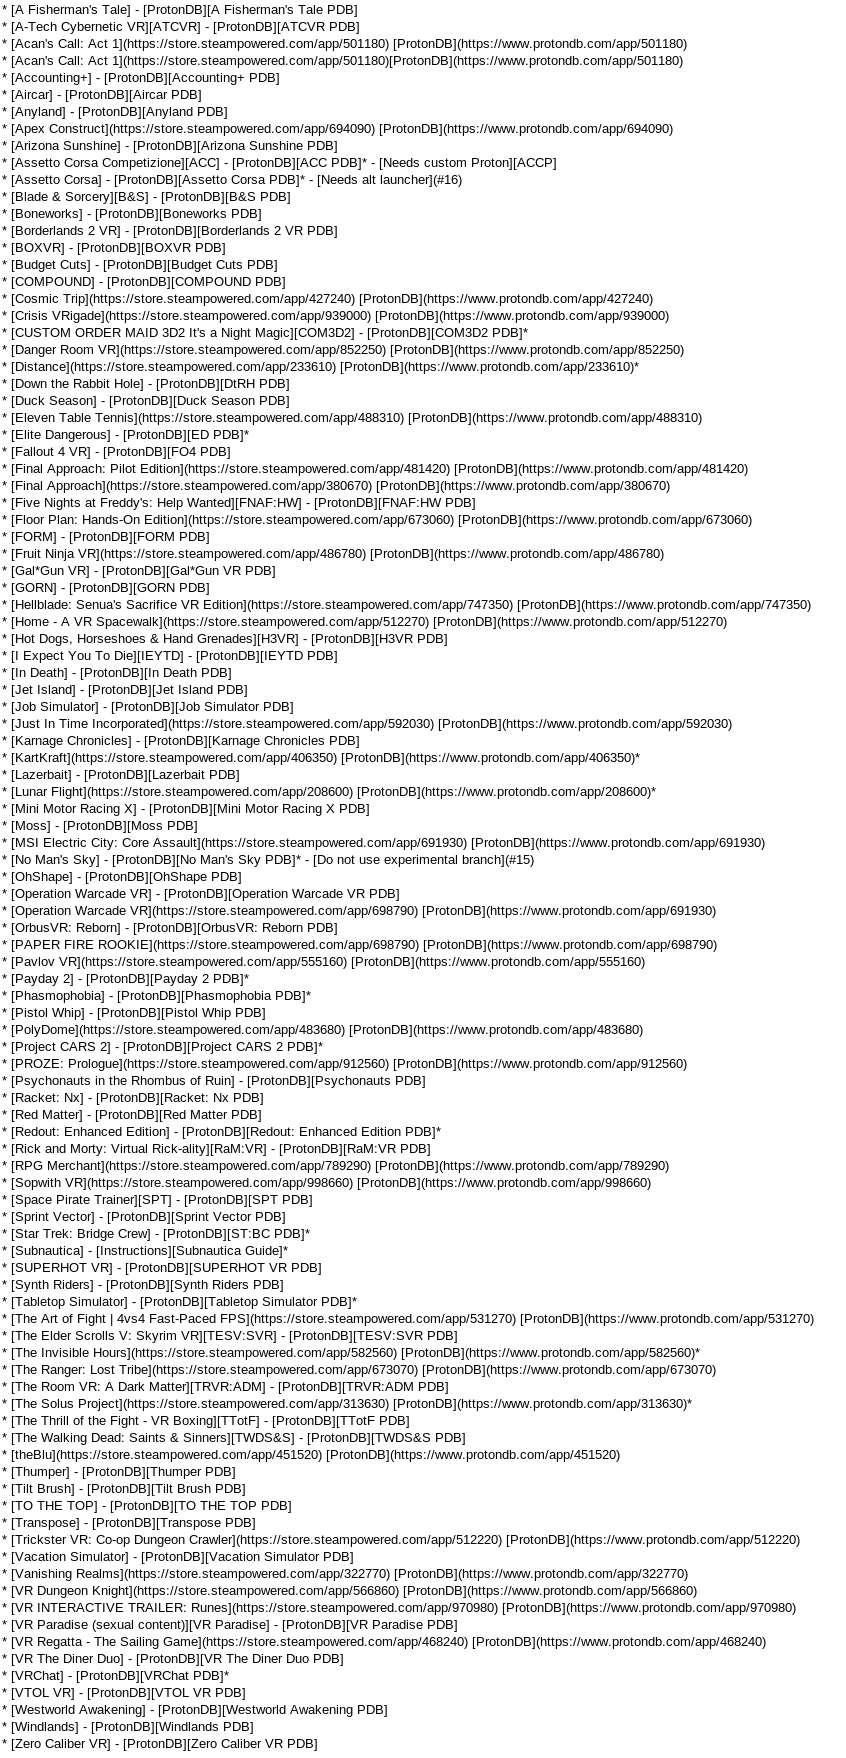 * [A Fisherman's Tale] - [ProtonDB][A Fisherman's Tale PDB]
* [A-Tech Cybernetic VR][ATCVR] - [ProtonDB][ATCVR PDB]
* [Acan's Call: Act 1](https://store.steampowered.com/app/501180) [ProtonDB](https://www.protondb.com/app/501180)
* [Acan's Call: Act 1](https://store.steampowered.com/app/501180)[ProtonDB](https://www.protondb.com/app/501180)
* [Accounting+] - [ProtonDB][Accounting+ PDB]
* [Aircar] - [ProtonDB][Aircar PDB]
* [Anyland] - [ProtonDB][Anyland PDB]
* [Apex Construct](https://store.steampowered.com/app/694090) [ProtonDB](https://www.protondb.com/app/694090)
* [Arizona Sunshine] - [ProtonDB][Arizona Sunshine PDB]
* [Assetto Corsa Competizione][ACC] - [ProtonDB][ACC PDB]* - [Needs custom Proton][ACCP]
* [Assetto Corsa] - [ProtonDB][Assetto Corsa PDB]* - [Needs alt launcher](#16)
* [Blade & Sorcery][B&S] - [ProtonDB][B&S PDB]
* [Boneworks] - [ProtonDB][Boneworks PDB]
* [Borderlands 2 VR] - [ProtonDB][Borderlands 2 VR PDB]
* [BOXVR] - [ProtonDB][BOXVR PDB]
* [Budget Cuts] - [ProtonDB][Budget Cuts PDB]
* [COMPOUND] - [ProtonDB][COMPOUND PDB]
* [Cosmic Trip](https://store.steampowered.com/app/427240) [ProtonDB](https://www.protondb.com/app/427240)
* [Crisis VRigade](https://store.steampowered.com/app/939000) [ProtonDB](https://www.protondb.com/app/939000)
* [CUSTOM ORDER MAID 3D2 It's a Night Magic][COM3D2] - [ProtonDB][COM3D2 PDB]*
* [Danger Room VR](https://store.steampowered.com/app/852250) [ProtonDB](https://www.protondb.com/app/852250)
* [Distance](https://store.steampowered.com/app/233610) [ProtonDB](https://www.protondb.com/app/233610)*
* [Down the Rabbit Hole] - [ProtonDB][DtRH PDB]
* [Duck Season] - [ProtonDB][Duck Season PDB]
* [Eleven Table Tennis](https://store.steampowered.com/app/488310) [ProtonDB](https://www.protondb.com/app/488310)
* [Elite Dangerous] - [ProtonDB][ED PDB]*
* [Fallout 4 VR] - [ProtonDB][FO4 PDB]
* [Final Approach: Pilot Edition](https://store.steampowered.com/app/481420) [ProtonDB](https://www.protondb.com/app/481420)
* [Final Approach](https://store.steampowered.com/app/380670) [ProtonDB](https://www.protondb.com/app/380670)
* [Five Nights at Freddy's: Help Wanted][FNAF:HW] - [ProtonDB][FNAF:HW PDB]
* [Floor Plan: Hands-On Edition](https://store.steampowered.com/app/673060) [ProtonDB](https://www.protondb.com/app/673060)
* [FORM] - [ProtonDB][FORM PDB]
* [Fruit Ninja VR](https://store.steampowered.com/app/486780) [ProtonDB](https://www.protondb.com/app/486780)
* [Gal*Gun VR] - [ProtonDB][Gal*Gun VR PDB]
* [GORN] - [ProtonDB][GORN PDB]
* [Hellblade: Senua's Sacrifice VR Edition](https://store.steampowered.com/app/747350) [ProtonDB](https://www.protondb.com/app/747350)
* [Home - A VR Spacewalk](https://store.steampowered.com/app/512270) [ProtonDB](https://www.protondb.com/app/512270)
* [Hot Dogs, Horseshoes & Hand Grenades][H3VR] - [ProtonDB][H3VR PDB]
* [I Expect You To Die][IEYTD] - [ProtonDB][IEYTD PDB]
* [In Death] - [ProtonDB][In Death PDB]
* [Jet Island] - [ProtonDB][Jet Island PDB]
* [Job Simulator] - [ProtonDB][Job Simulator PDB]
* [Just In Time Incorporated](https://store.steampowered.com/app/592030) [ProtonDB](https://www.protondb.com/app/592030)
* [Karnage Chronicles] - [ProtonDB][Karnage Chronicles PDB]
* [KartKraft](https://store.steampowered.com/app/406350) [ProtonDB](https://www.protondb.com/app/406350)*
* [Lazerbait] - [ProtonDB][Lazerbait PDB]
* [Lunar Flight](https://store.steampowered.com/app/208600) [ProtonDB](https://www.protondb.com/app/208600)*
* [Mini Motor Racing X] - [ProtonDB][Mini Motor Racing X PDB]
* [Moss] - [ProtonDB][Moss PDB]
* [MSI Electric City: Core Assault](https://store.steampowered.com/app/691930) [ProtonDB](https://www.protondb.com/app/691930)
* [No Man's Sky] - [ProtonDB][No Man's Sky PDB]* - [Do not use experimental branch](#15)
* [OhShape] - [ProtonDB][OhShape PDB]
* [Operation Warcade VR] - [ProtonDB][Operation Warcade VR PDB]
* [Operation Warcade VR](https://store.steampowered.com/app/698790) [ProtonDB](https://www.protondb.com/app/691930)
* [OrbusVR: Reborn] - [ProtonDB][OrbusVR: Reborn PDB]
* [PAPER FIRE ROOKIE](https://store.steampowered.com/app/698790) [ProtonDB](https://www.protondb.com/app/698790)
* [Pavlov VR](https://store.steampowered.com/app/555160) [ProtonDB](https://www.protondb.com/app/555160)
* [Payday 2] - [ProtonDB][Payday 2 PDB]*
* [Phasmophobia] - [ProtonDB][Phasmophobia PDB]*
* [Pistol Whip] - [ProtonDB][Pistol Whip PDB]
* [PolyDome](https://store.steampowered.com/app/483680) [ProtonDB](https://www.protondb.com/app/483680)
* [Project CARS 2] - [ProtonDB][Project CARS 2 PDB]*
* [PROZE: Prologue](https://store.steampowered.com/app/912560) [ProtonDB](https://www.protondb.com/app/912560)
* [Psychonauts in the Rhombus of Ruin] - [ProtonDB][Psychonauts PDB]
* [Racket: Nx] - [ProtonDB][Racket: Nx PDB]
* [Red Matter] - [ProtonDB][Red Matter PDB]
* [Redout: Enhanced Edition] - [ProtonDB][Redout: Enhanced Edition PDB]*
* [Rick and Morty: Virtual Rick-ality][RaM:VR] - [ProtonDB][RaM:VR PDB]
* [RPG Merchant](https://store.steampowered.com/app/789290) [ProtonDB](https://www.protondb.com/app/789290)
* [Sopwith VR](https://store.steampowered.com/app/998660) [ProtonDB](https://www.protondb.com/app/998660)
* [Space Pirate Trainer][SPT] - [ProtonDB][SPT PDB]
* [Sprint Vector] - [ProtonDB][Sprint Vector PDB]
* [Star Trek: Bridge Crew] - [ProtonDB][ST:BC PDB]*
* [Subnautica] - [Instructions][Subnautica Guide]*
* [SUPERHOT VR] - [ProtonDB][SUPERHOT VR PDB]
* [Synth Riders] - [ProtonDB][Synth Riders PDB]
* [Tabletop Simulator] - [ProtonDB][Tabletop Simulator PDB]*
* [The Art of Fight | 4vs4 Fast-Paced FPS](https://store.steampowered.com/app/531270) [ProtonDB](https://www.protondb.com/app/531270)
* [The Elder Scrolls V: Skyrim VR][TESV:SVR] - [ProtonDB][TESV:SVR PDB]
* [The Invisible Hours](https://store.steampowered.com/app/582560) [ProtonDB](https://www.protondb.com/app/582560)*
* [The Ranger: Lost Tribe](https://store.steampowered.com/app/673070) [ProtonDB](https://www.protondb.com/app/673070)
* [The Room VR: A Dark Matter][TRVR:ADM] - [ProtonDB][TRVR:ADM PDB]
* [The Solus Project](https://store.steampowered.com/app/313630) [ProtonDB](https://www.protondb.com/app/313630)*
* [The Thrill of the Fight - VR Boxing][TTotF] - [ProtonDB][TTotF PDB]
* [The Walking Dead: Saints & Sinners][TWDS&S] - [ProtonDB][TWDS&S PDB]
* [theBlu](https://store.steampowered.com/app/451520) [ProtonDB](https://www.protondb.com/app/451520)
* [Thumper] - [ProtonDB][Thumper PDB]
* [Tilt Brush] - [ProtonDB][Tilt Brush PDB]
* [TO THE TOP] - [ProtonDB][TO THE TOP PDB]
* [Transpose] - [ProtonDB][Transpose PDB]
* [Trickster VR: Co-op Dungeon Crawler](https://store.steampowered.com/app/512220) [ProtonDB](https://www.protondb.com/app/512220)
* [Vacation Simulator] - [ProtonDB][Vacation Simulator PDB]
* [Vanishing Realms](https://store.steampowered.com/app/322770) [ProtonDB](https://www.protondb.com/app/322770)
* [VR Dungeon Knight](https://store.steampowered.com/app/566860) [ProtonDB](https://www.protondb.com/app/566860)
* [VR INTERACTIVE TRAILER: Runes](https://store.steampowered.com/app/970980) [ProtonDB](https://www.protondb.com/app/970980)
* [VR Paradise (sexual content)][VR Paradise] - [ProtonDB][VR Paradise PDB]
* [VR Regatta - The Sailing Game](https://store.steampowered.com/app/468240) [ProtonDB](https://www.protondb.com/app/468240)
* [VR The Diner Duo] - [ProtonDB][VR The Diner Duo PDB]
* [VRChat] - [ProtonDB][VRChat PDB]*
* [VTOL VR] - [ProtonDB][VTOL VR PDB]
* [Westworld Awakening] - [ProtonDB][Westworld Awakening PDB]
* [Windlands] - [ProtonDB][Windlands PDB]
* [Zero Caliber VR] - [ProtonDB][Zero Caliber VR PDB]